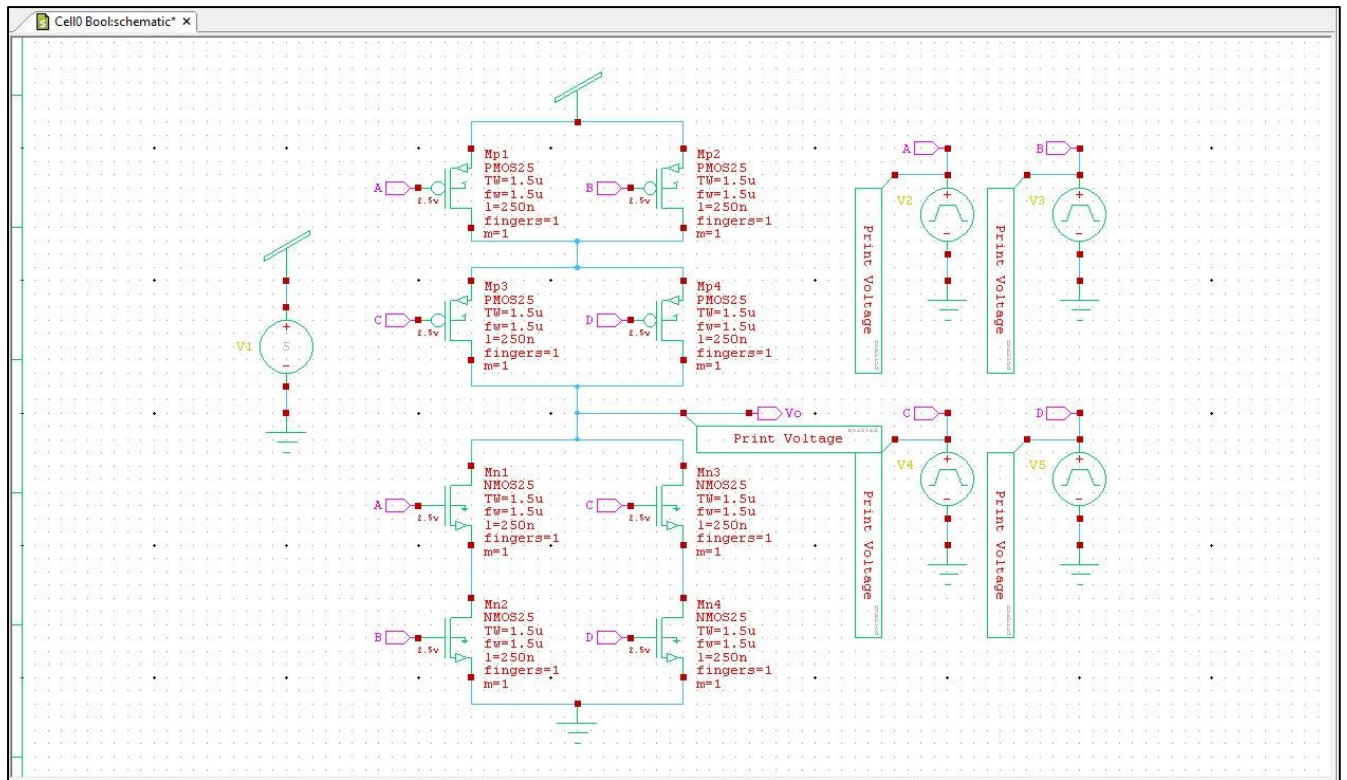 Cell0 Bool:schematic* ×
Mp1
PMOS25
TW=1.5u
fw=1.5u
l=250n
fingers=1
m=1
A
2.5v
Mp2
PMOS25
TW=1.5u
fw=1.5u
l=250n
fingers=1
m=1
B
2.5v
A
V2
Print Voltage
enabled
B
V3
Print Voltage
enabled
V1
S
Mp3
PMOS25
TW=1.5u
fw=1.5u
l=250n
fingers=1
m=1
C
2.5v
Mp4
PMOS25
TW=1.5u
fw=1.5u
l=250n
fingers=1
m=1
D
2.5v
Vo
Print Voltage
enabled
C
V4
Print Voltage
enabled
D
V5
Print Voltage
enabled
Mn1
NMOS25
TW=1.5u
fw=1.5u
l=250n
fingers=1
m=1
A
2.5v
Mn3
NMOS25
TW=1.5u
fw=1.5u
l=250n
fingers=1
m=1
C
2.5v
Mn2
NMOS25
TW=1.5u
fw=1.5u
l=250n
fingers=1
m=1
B
2.5v
Mn4
NMOS25
TW=1.5u
fw=1.5u
l=250n
fingers=1
m=1
D
2.5v